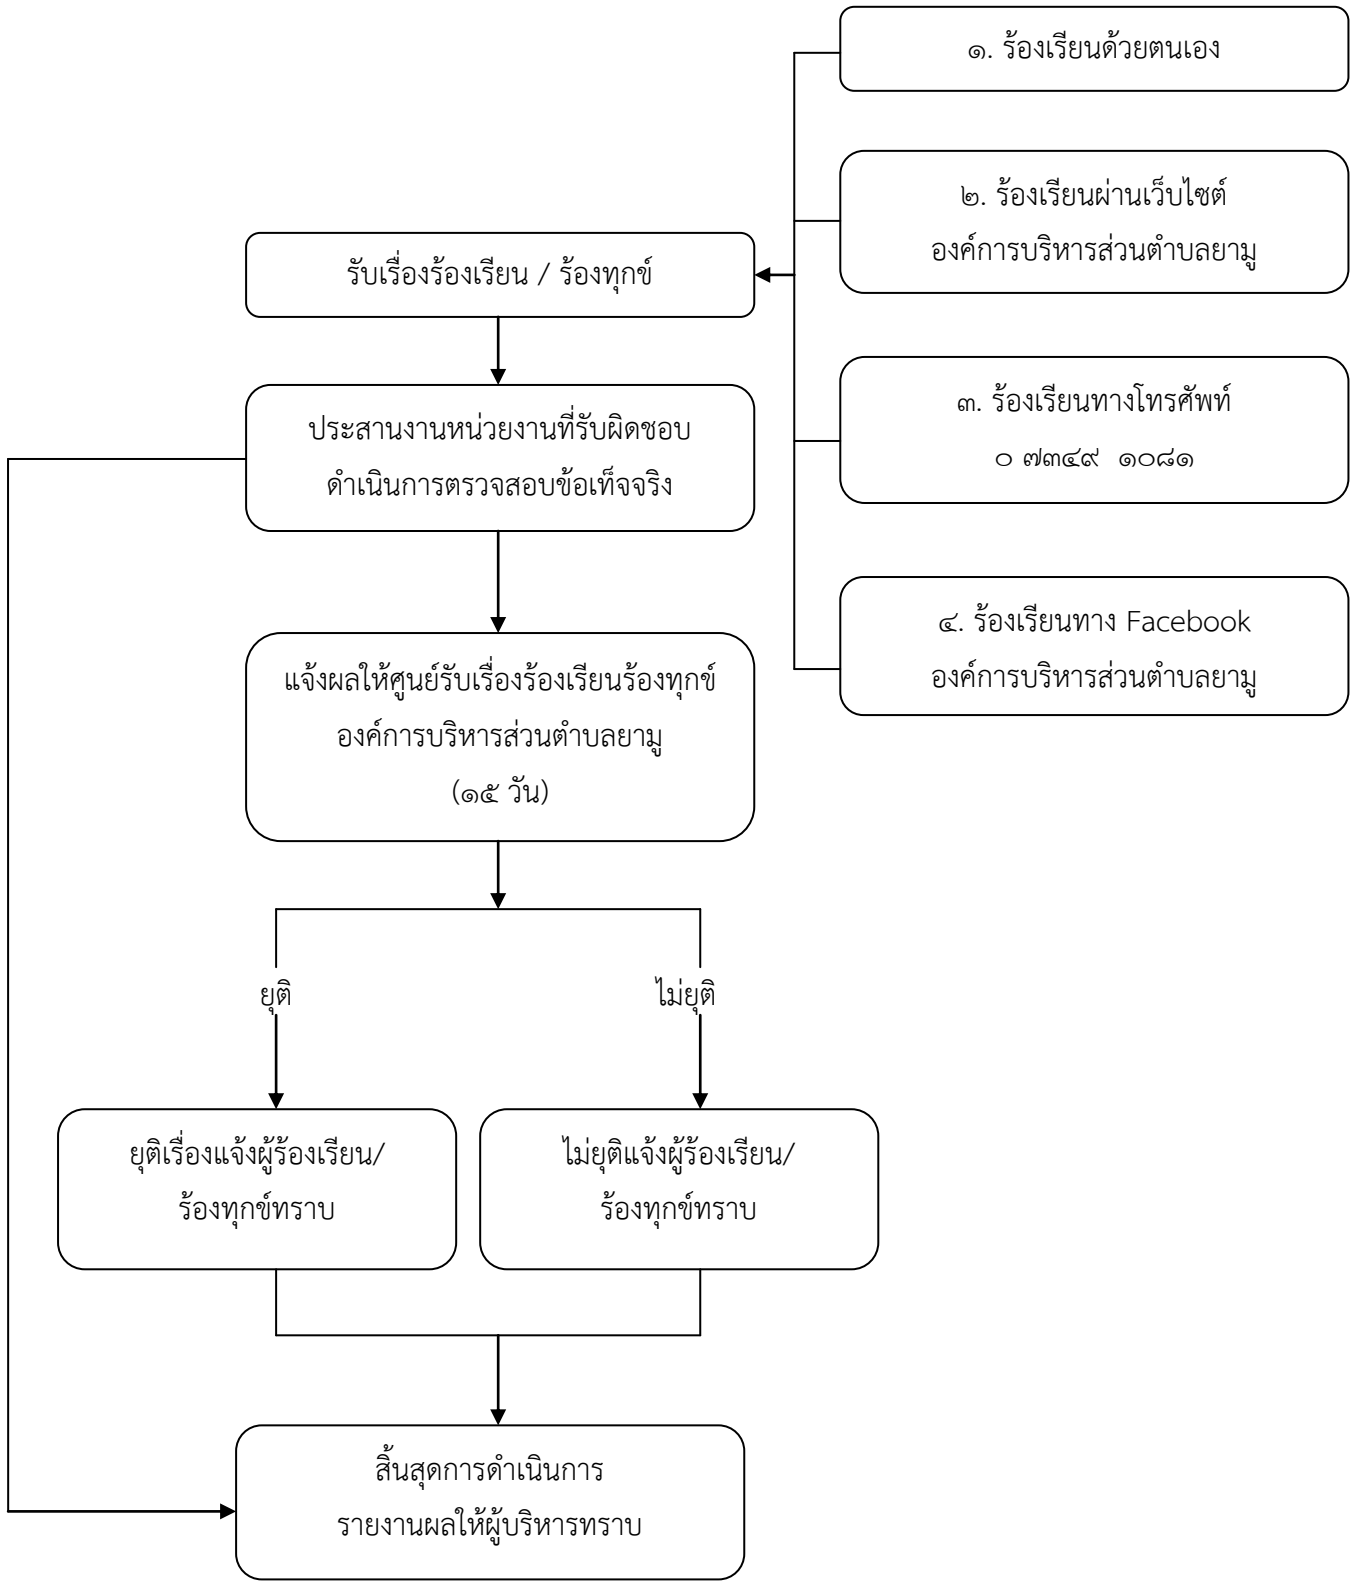 ๑. ร้องเรียนด้วยตนเอง
๒. ร้องเรียนผ่านเว็บไซต์
องค์การบริหารส่วนตำบลยามู
รับเรื่องร้องเรียน / ร้องทุกข์
๓. ร้องเรียนทางโทรศัพท์
๐ ๗๓๔๙ ๑๐๘๑
ประสานงานหน่วยงานที่รับผิดชอบ
ดำเนินการตรวจสอบข้อเท็จจริง
๔. ร้องเรียนทาง Facebook
องค์การบริหารส่วนตำบลยามู
แจ้งผลให้ศูนย์รับเรื่องร้องเรียนร้องทุกข์
องค์การบริหารส่วนตำบลยามู
(๑๕ วัน)
ยุติ
ไม่ยุติ
ยุติเรื่องแจ้งผู้ร้องเรียน/
ร้องทุกข์ทราบ
ไม่ยุติแจ้งผู้ร้องเรียน/
ร้องทุกข์ทราบ
สิ้นสุดการดำเนินการ
รายงานผลให้ผู้บริหารทราบ